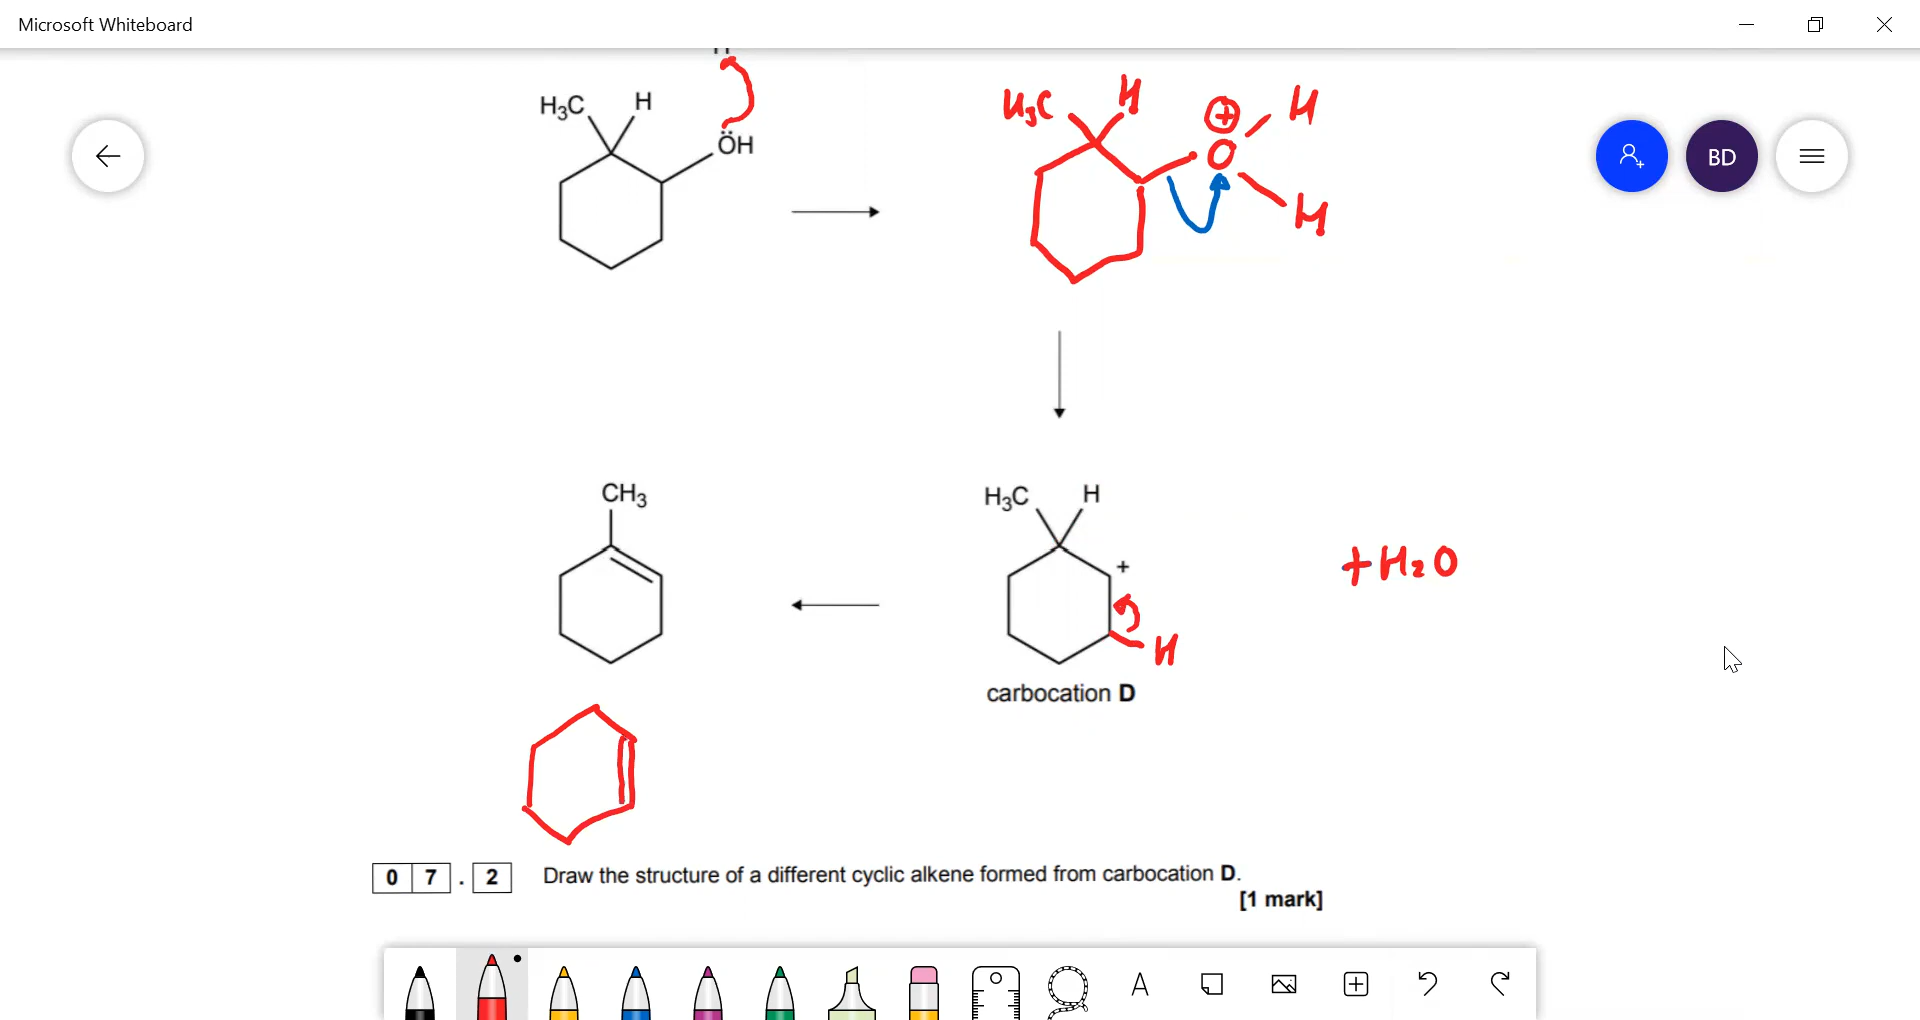 Microsoft Whiteboard
H
H₃C H
ÖH
H₃C H ⊕ H
O
H
BD
CH₃
H₃C H
+
+ H₂O
H
carbocation D
0 7 . 2 Draw the structure of a different cyclic alkene formed from carbocation D.
[1 mark]
A